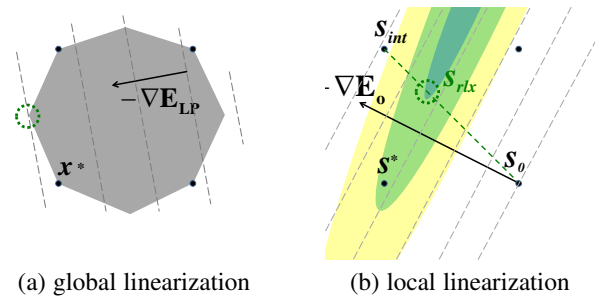 − ∇E_LP
x *
(a) global linearization
S_int
S_rlx
- ∇E_o
S*
S_0
(b) local linearization